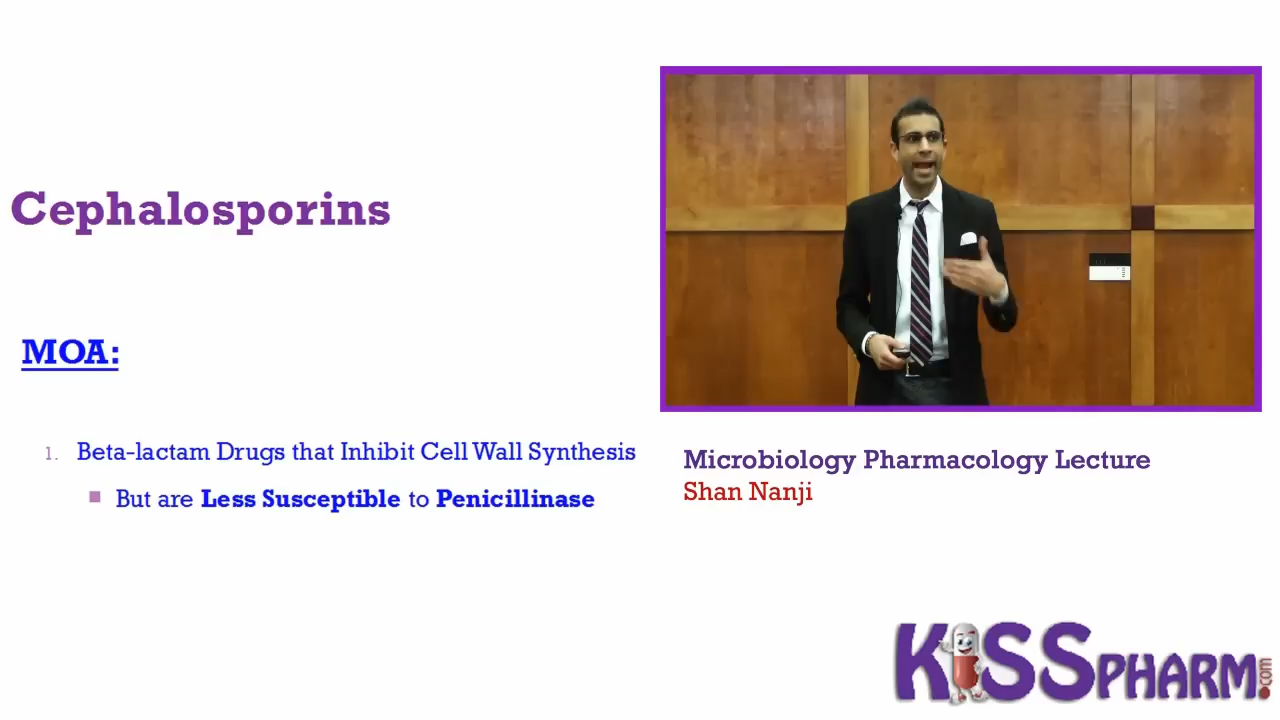 Cephalosporins
MOA:
1. Beta-lactam Drugs that Inhibit Cell Wall Synthesis
But are Less Susceptible to Penicillinase
Microbiology Pharmacology Lecture
Shan Nanji
KISSPHARM.com